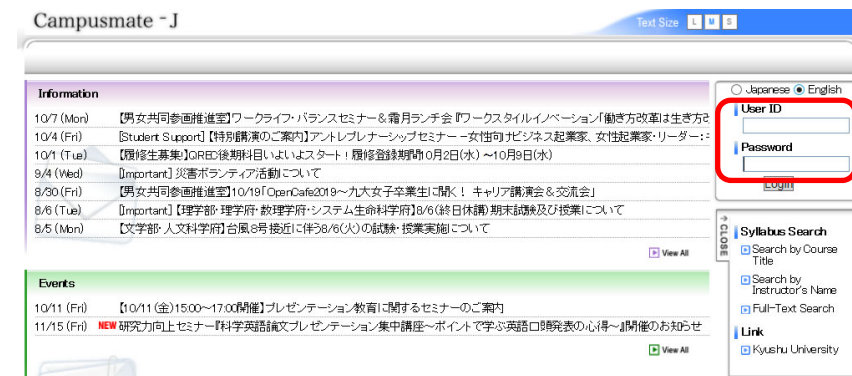 Campusmate-J
Text Size L M S
Japanese English
User ID
Password
Login
Information
10/7 (Mon) 【男女共同参画推進室】ワークライフ・バランスセミナー＆霜月ランチ会『ワークスタイルイノベーション「働き方改革は生き方
10/4 (Fri) [Student Support]【特別講演のご案内】アントレプレナーシップセミナー －女性向けビジネス起業家、女性起業家・リーダー：
10/1 (Tue) 【履修生募集!】QREC後期科目いよいよスタート！履修登録期間10月2日(水)～10月9日(水)
9/4 (Wed) [Important] 災害ボランティア活動について
8/30 (Fri) 【男女共同参画推進室】10/19「OpenCafe2019～九大女子卒業生に聞く！ キャリア講演会＆交流会」
8/6 (Tue) [Important]【理学部・理学府・数理学府・システム生命科学府】8/6(終日休講)期末試験及び授業について
8/5 (Mon) 【文学部・人文科学府】台風8号接近に伴う8/6(火)の試験・授業実施について
View All
Events
10/11 (Fri) 【10/11(金)15:00～17:00開催】プレゼンテーション教育に関するセミナーのご案内
11/15 (Fri) NEW 研究力向上セミナー『科学英語論文プレゼンテーション集中講座～ポイントで学ぶ英語口頭発表の心得～』開催のお知らせ
View All
CLOSE
Syllabus Search
Search by Course
Title
Search by
Instructor's Name
Full-Text Search
Link
Kyushu University